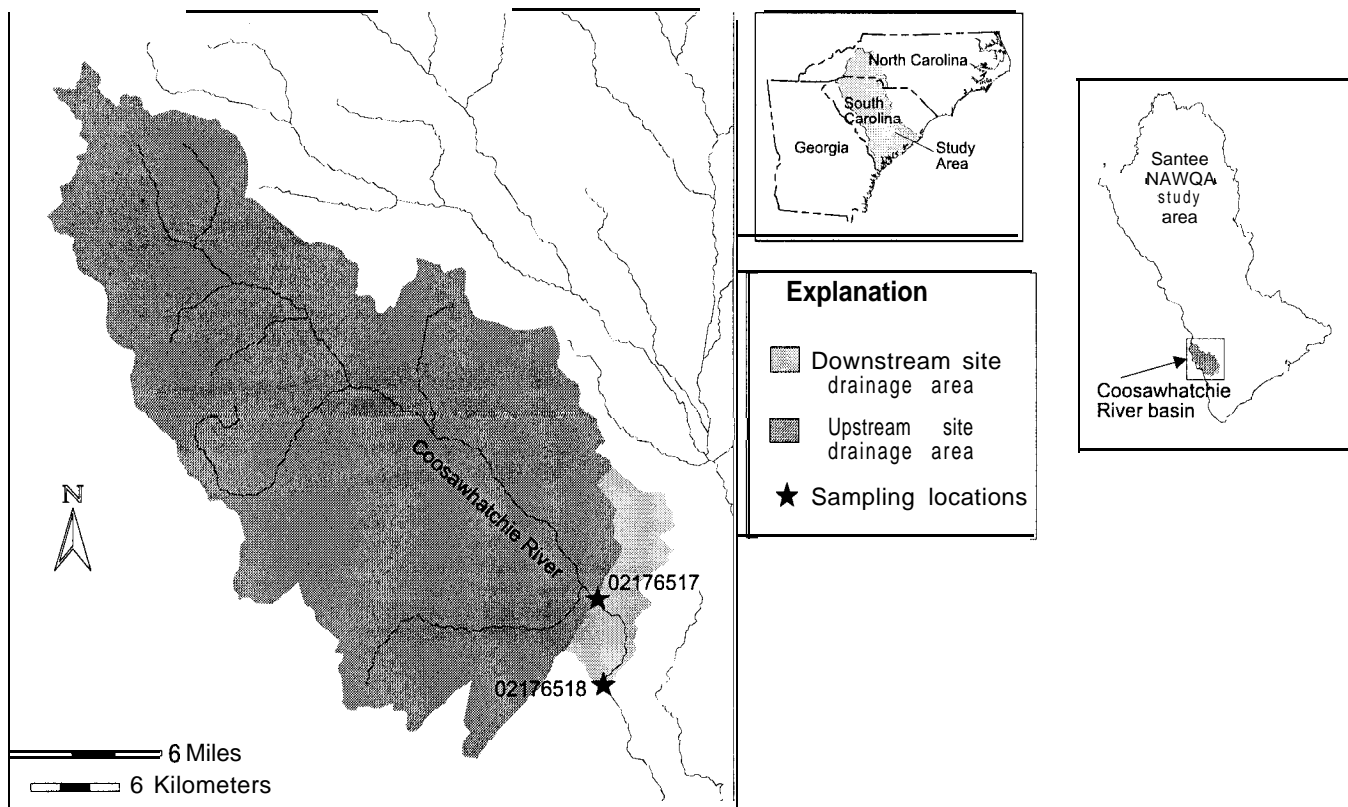 Coosawhatchie River
02176517
02176518
N
6 Miles
6 Kilometers
North Carolina
South
Carolina
Georgia
Study
Area
Explanation
Downstream site
drainage area
Upstream site
drainage area
Sampling locations
Santee
NAWQA
study
area
Coosawhatchie
River basin